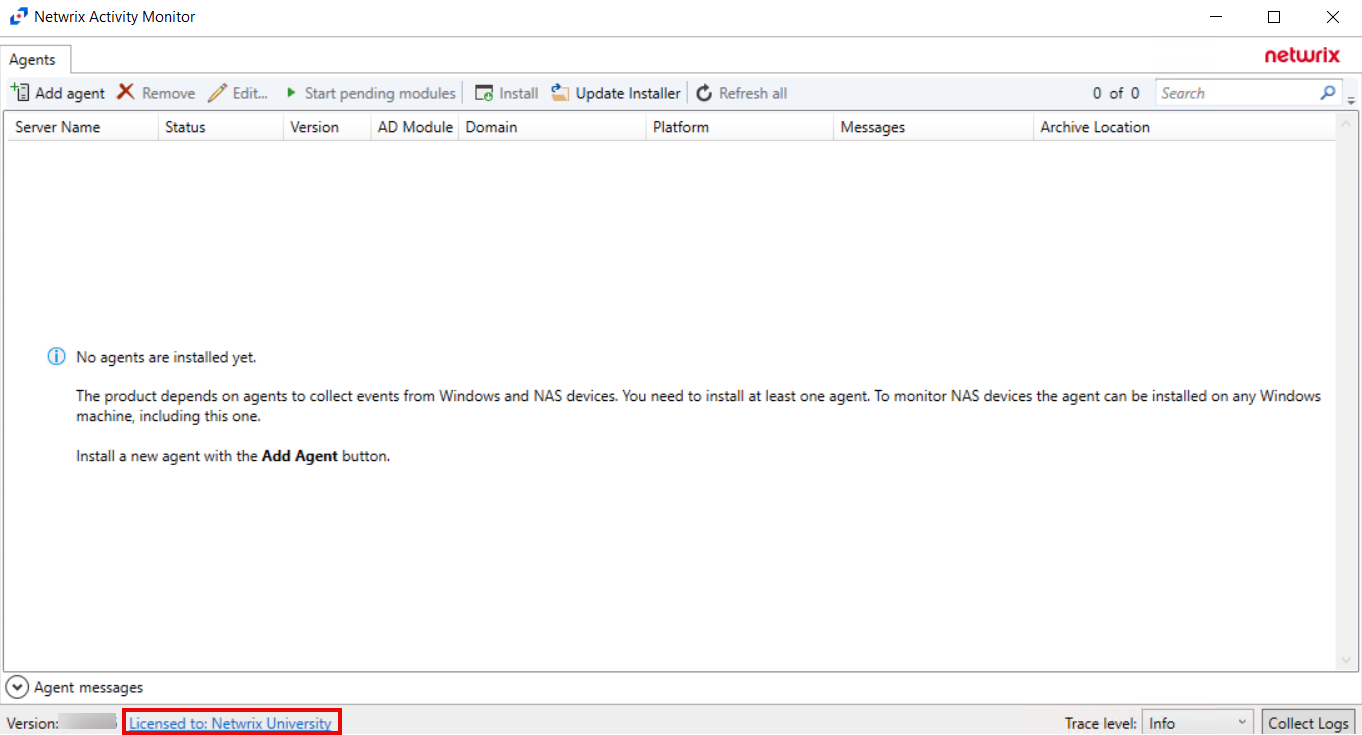 Netwrix Activity Monitor
Agents
netwrix
Add agent Remove Edit... Start pending modules Install Update Installer Refresh all 0 of 0 Search
Server Name Status Version AD Module Domain Platform Messages Archive Location
No agents are installed yet.
The product depends on agents to collect events from Windows and NAS devices. You need to install at least one agent. To monitor NAS devices the agent can be installed on any Windows
machine, including this one.
Install a new agent with the Add Agent button.
Agent messages
Version: Licensed to: Netwrix University Trace level: Info Collect Logs